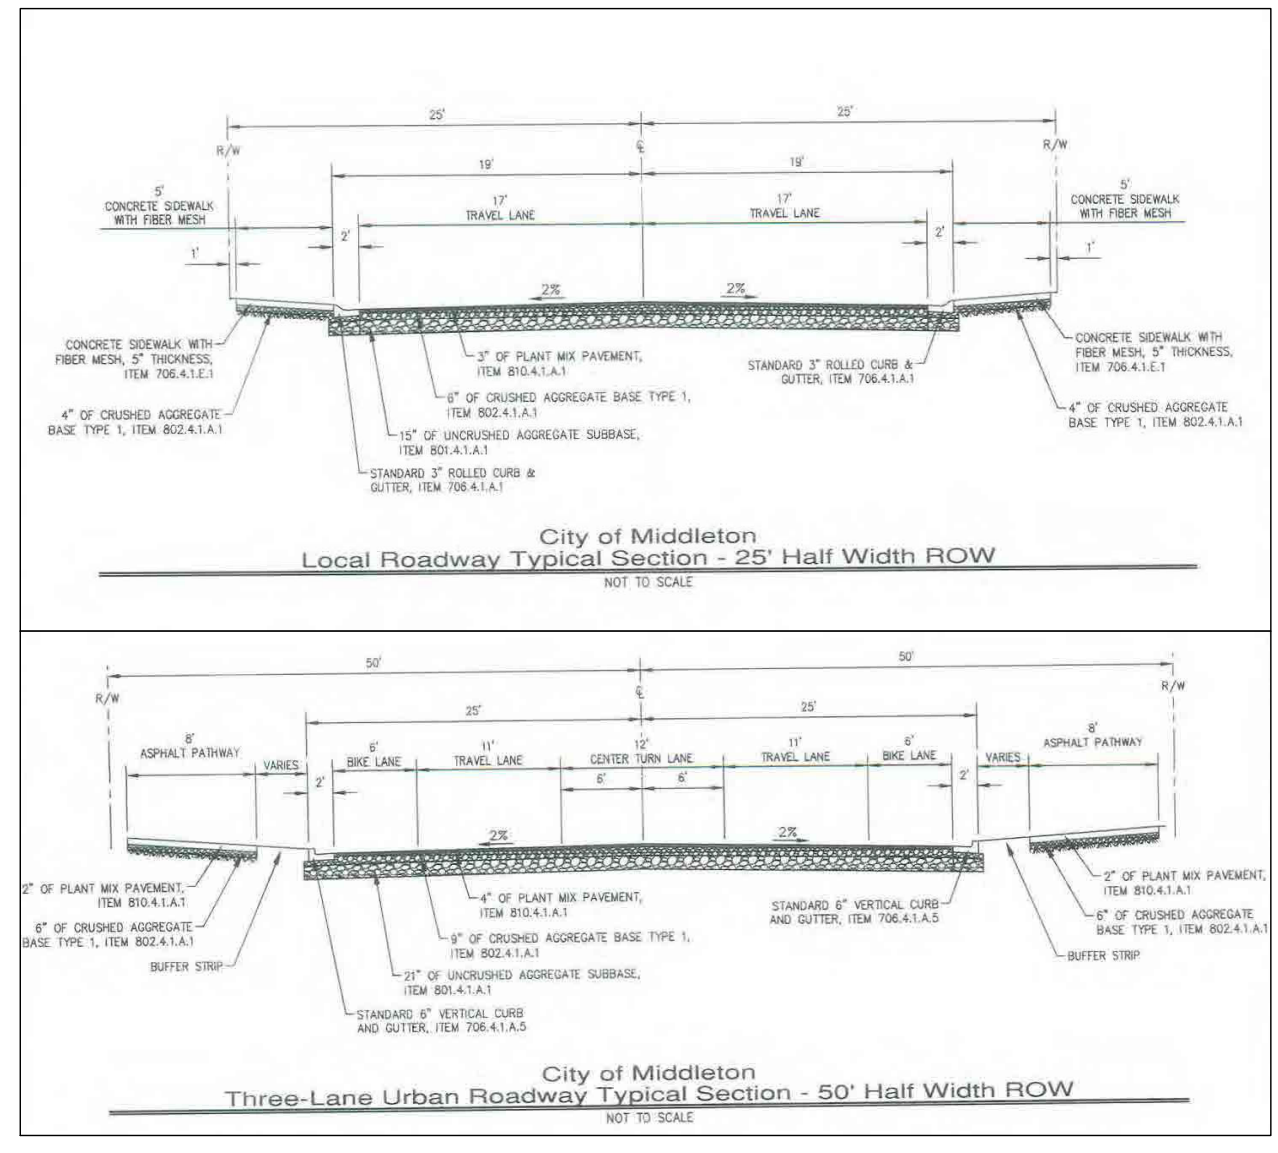 25'
25'
R/W
℄
R/W
19'
19'
5'
CONCRETE SIDEWALK
WITH FIBER MESH
17'
TRAVEL LANE
17'
TRAVEL LANE
5'
CONCRETE SIDEWALK
WITH FIBER MESH
2'
2'
1'
1'
2%
2%
CONCRETE SIDEWALK WITH
FIBER MESH, 5" THICKNESS,
ITEM 706.4.1.E.1
4" OF CRUSHED AGGREGATE
BASE TYPE 1, ITEM 802.4.1.A.1
3" OF PLANT MIX PAVEMENT,
ITEM 810.4.1.A.1
6" OF CRUSHED AGGREGATE BASE TYPE 1,
ITEM 802.4.1.A.1
15" OF UNCRUSHED AGGREGATE SUBBASE,
ITEM 801.4.1.A.1
STANDARD 3" ROLLED CURB &
GUTTER, ITEM 706.4.1.A.1
STANDARD 3" ROLLED CURB &
GUTTER, ITEM 706.4.1.A.1
CONCRETE SIDEWALK WITH
FIBER MESH, 5" THICKNESS,
ITEM 706.4.1.E.1
4" OF CRUSHED AGGREGATE
BASE TYPE 1, ITEM 802.4.1.A.1
City of Middleton
Local Roadway Typical Section - 25' Half Width ROW
NOT TO SCALE
50'
50'
R/W
℄
R/W
25'
25'
8'
ASPHALT PATHWAY
VARIES
2'
6'
BIKE LANE
11'
TRAVEL LANE
12'
CENTER TURN LANE
6'
6'
11'
TRAVEL LANE
6'
BIKE LANE
2'
VARIES
8'
ASPHALT PATHWAY
2%
2%
2" OF PLANT MIX PAVEMENT,
ITEM 810.4.1.A.1
6" OF CRUSHED AGGREGATE
BASE TYPE 1, ITEM 802.4.1.A.1
BUFFER STRIP
4" OF PLANT MIX PAVEMENT,
ITEM 810.4.1.A.1
9" OF CRUSHED AGGREGATE BASE TYPE 1,
ITEM 802.4.1.A.1
21" OF UNCRUSHED AGGREGATE SUBBASE,
ITEM 801.4.1.A.1
STANDARD 6" VERTICAL CURB
AND GUTTER, ITEM 706.4.1.A.5
STANDARD 6" VERTICAL CURB
AND GUTTER, ITEM 706.4.1.A.5
2" OF PLANT MIX PAVEMENT,
ITEM 810.4.1.A.1
6" OF CRUSHED AGGREGATE
BASE TYPE 1, ITEM 802.4.1.A.1
BUFFER STRIP
City of Middleton
Three-Lane Urban Roadway Typical Section - 50' Half Width ROW
NOT TO SCALE